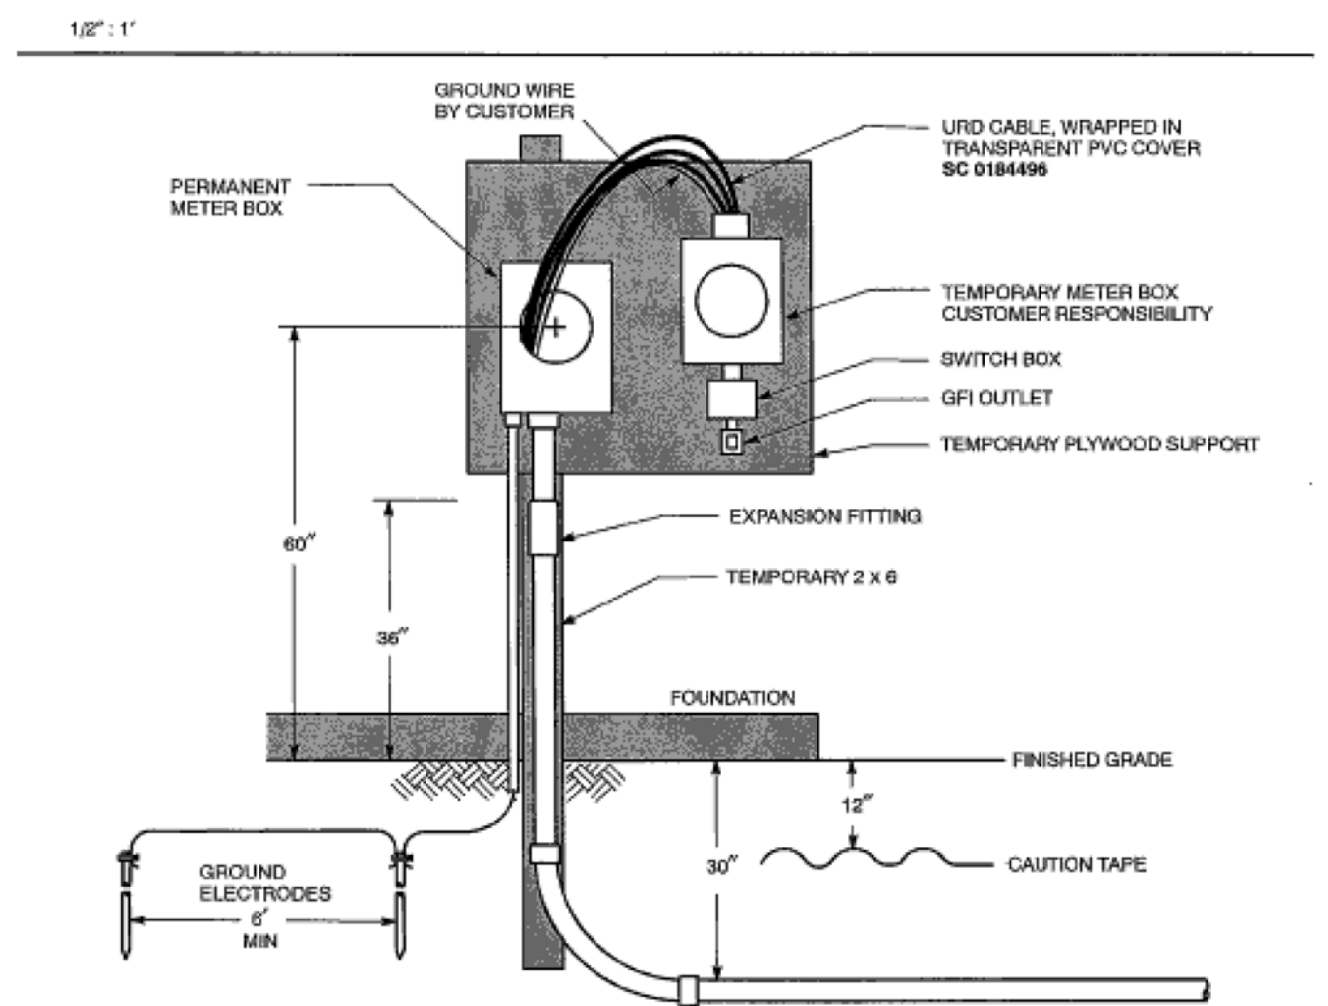 1/2" : 1'
GROUND WIRE
BY CUSTOMER
URD CABLE, WRAPPED IN
TRANSPARENT PVC COVER
SC 0184496
PERMANENT
METER BOX
TEMPORARY METER BOX
CUSTOMER RESPONSIBILITY
SWITCH BOX
GFI OUTLET
TEMPORARY PLYWOOD SUPPORT
EXPANSION FITTING
60"
TEMPORARY 2 x 6
36"
FOUNDATION
FINISHED GRADE
12"
30"
CAUTION TAPE
GROUND
ELECTRODES
6'
MIN